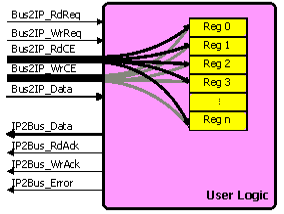 Bus2IP_RdReq
Bus2IP_WrReq
Bus2IP_RdCE
Bus2IP_WrCE
Bus2IP_Data
IP2Bus_Data
IP2Bus_RdAck
IP2Bus_WrAck
IP2Bus_Error
Reg 0
Reg 1
Reg 2
Reg 3
⋮
Reg n
User Logic